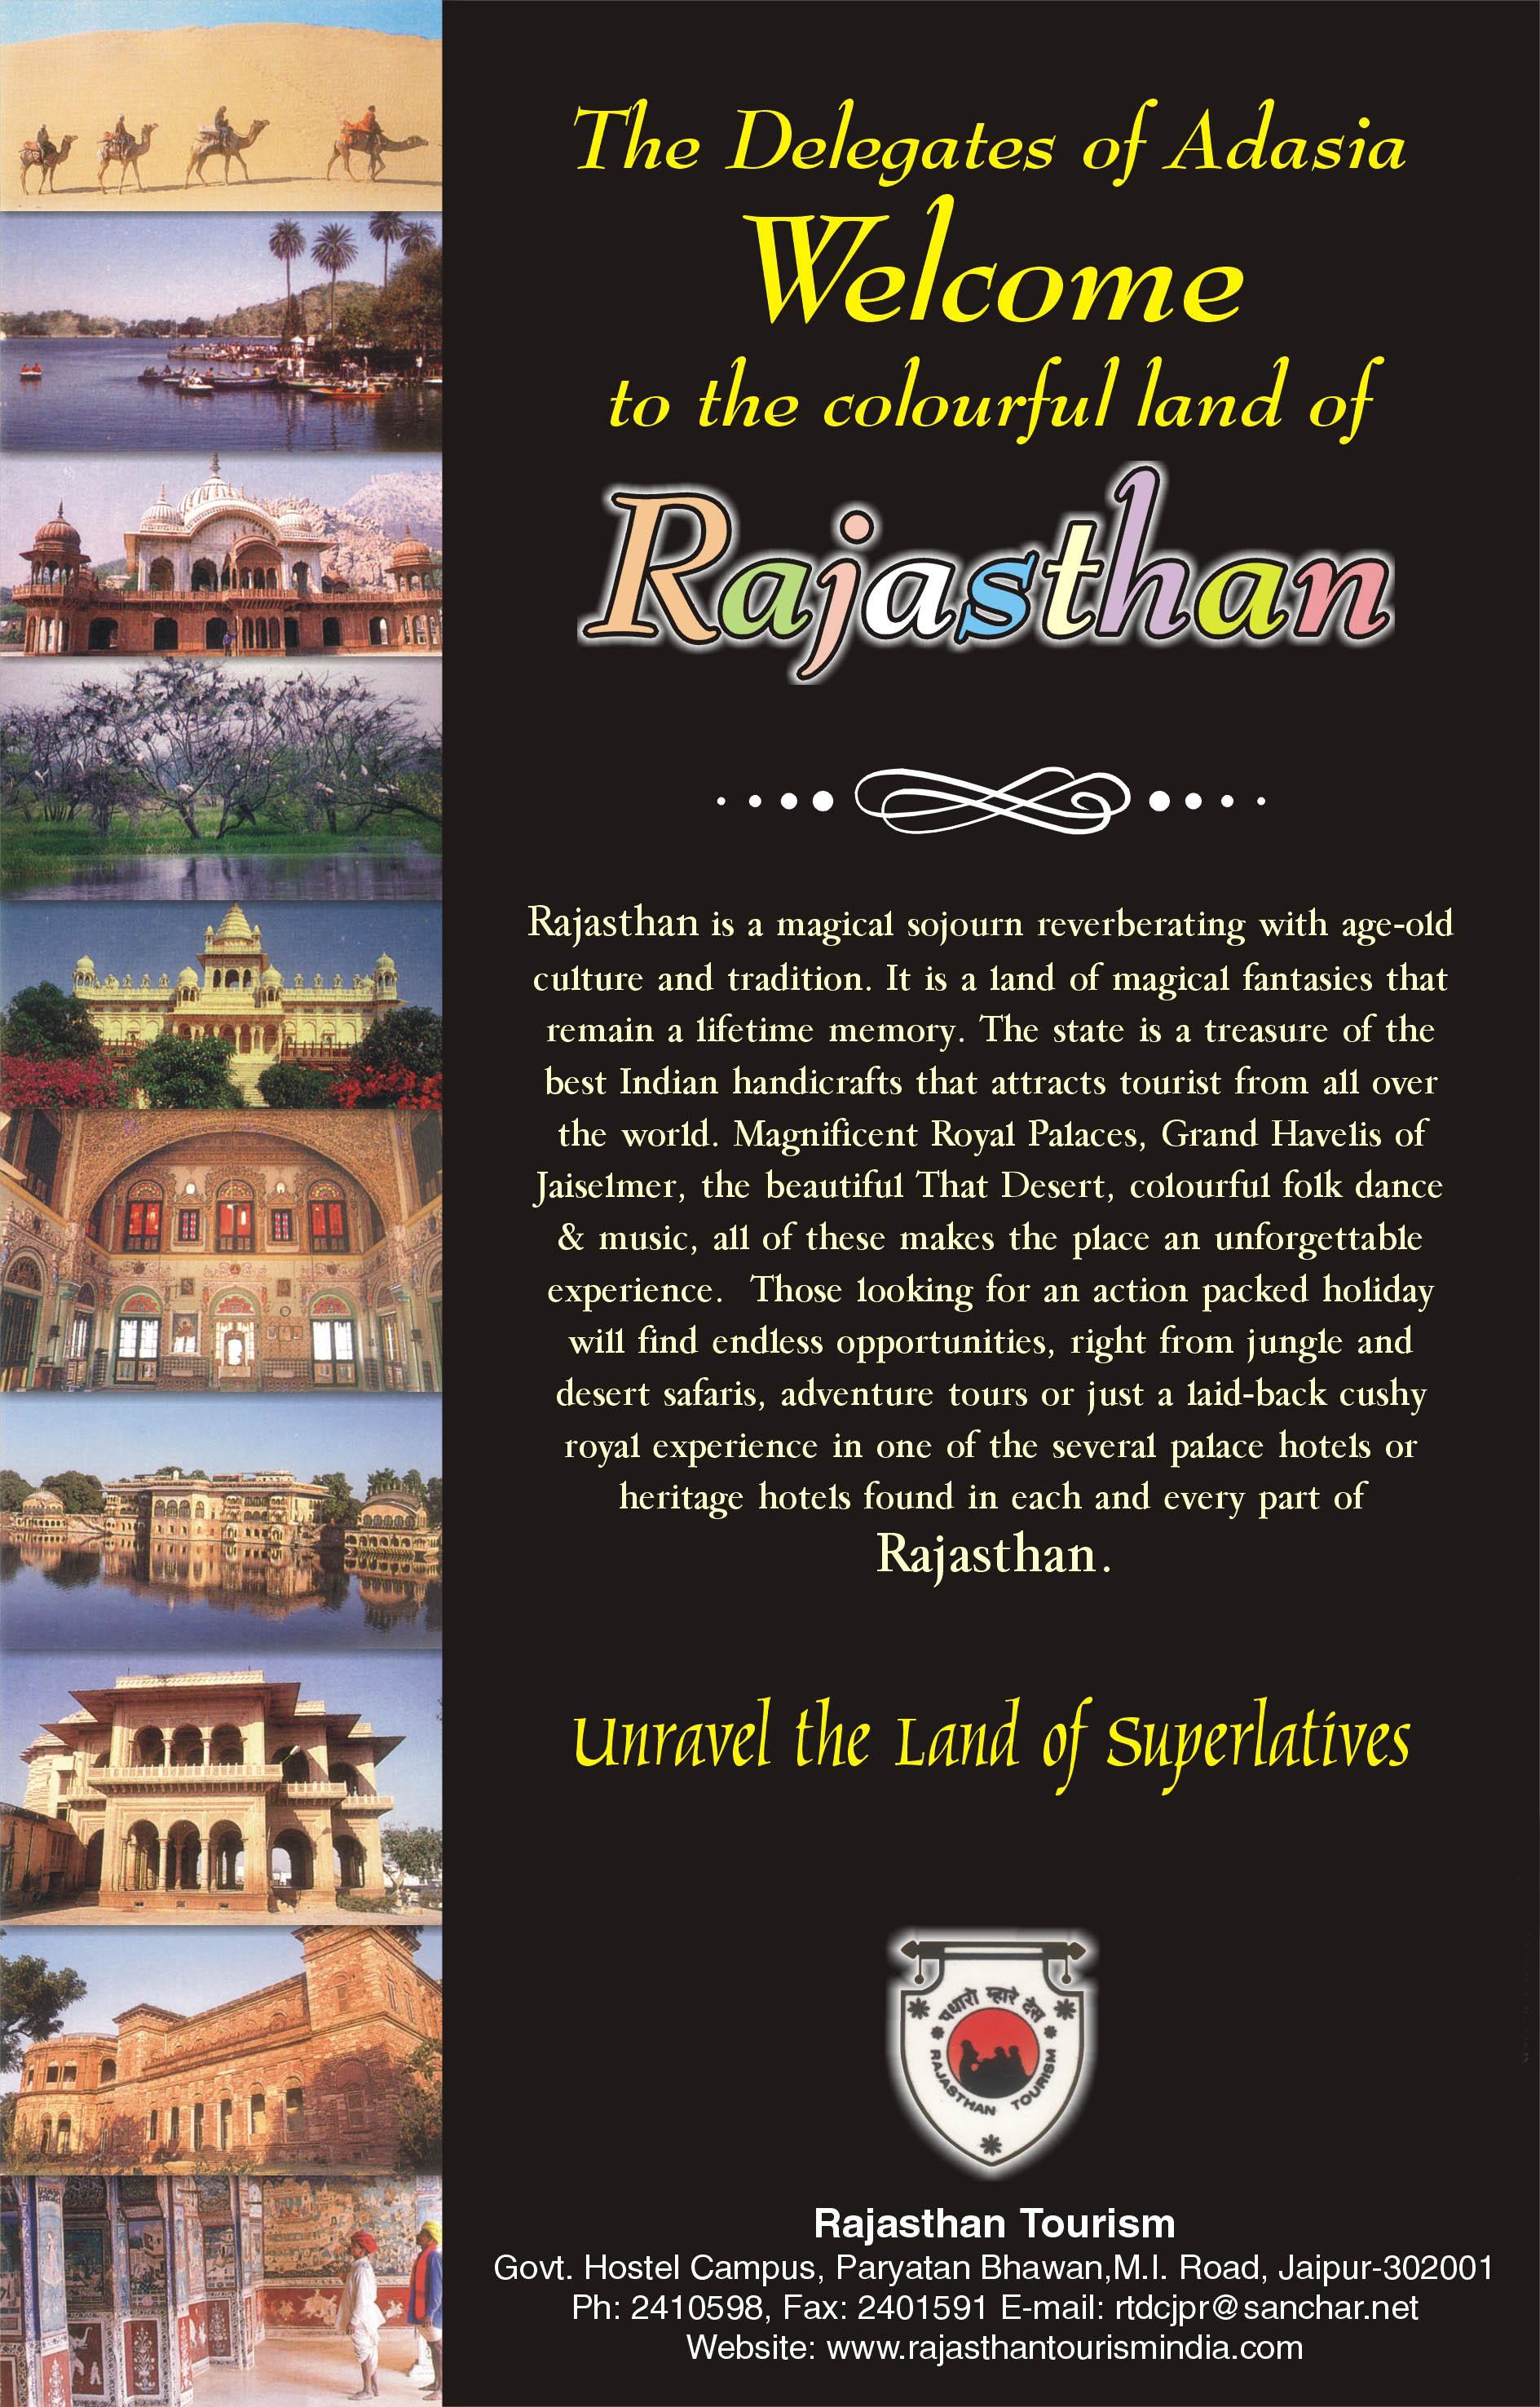 The Delegates of Adasia
Welcome
to the colourful land of
Rajasthan
Rajasthan is a magical sojourn reverberating with age-old
culture and tradition. It is a land of magical fantasies that
remain a lifetime memory. The state is a treasure of the
best Indian handicrafts that attracts tourist from all over
the world. Magnificent Royal Palaces, Grand Havelis of
Jaiselmer, the beautiful That Desert, colourful folk dance
& music, all of these makes the place an unforgettable
experience. Those looking for an action packed holiday
will find endless opportunities, right from jungle and
desert safaris, adventure tours or just a laid-back cushy
royal experience in one of the several palace hotels or
heritage hotels found in each and every part of
Rajasthan.
Unravel the Land of Superlatives
पधारो म्हारे देस
RAJASTHAN TOURISM
Rajasthan Tourism
Govt. Hostel Campus, Paryatan Bhawan,M.I. Road, Jaipur-302001
Ph: 2410598, Fax: 2401591 E-mail: rtdcjpr@sanchar.net
Website: www.rajasthantourismindia.com